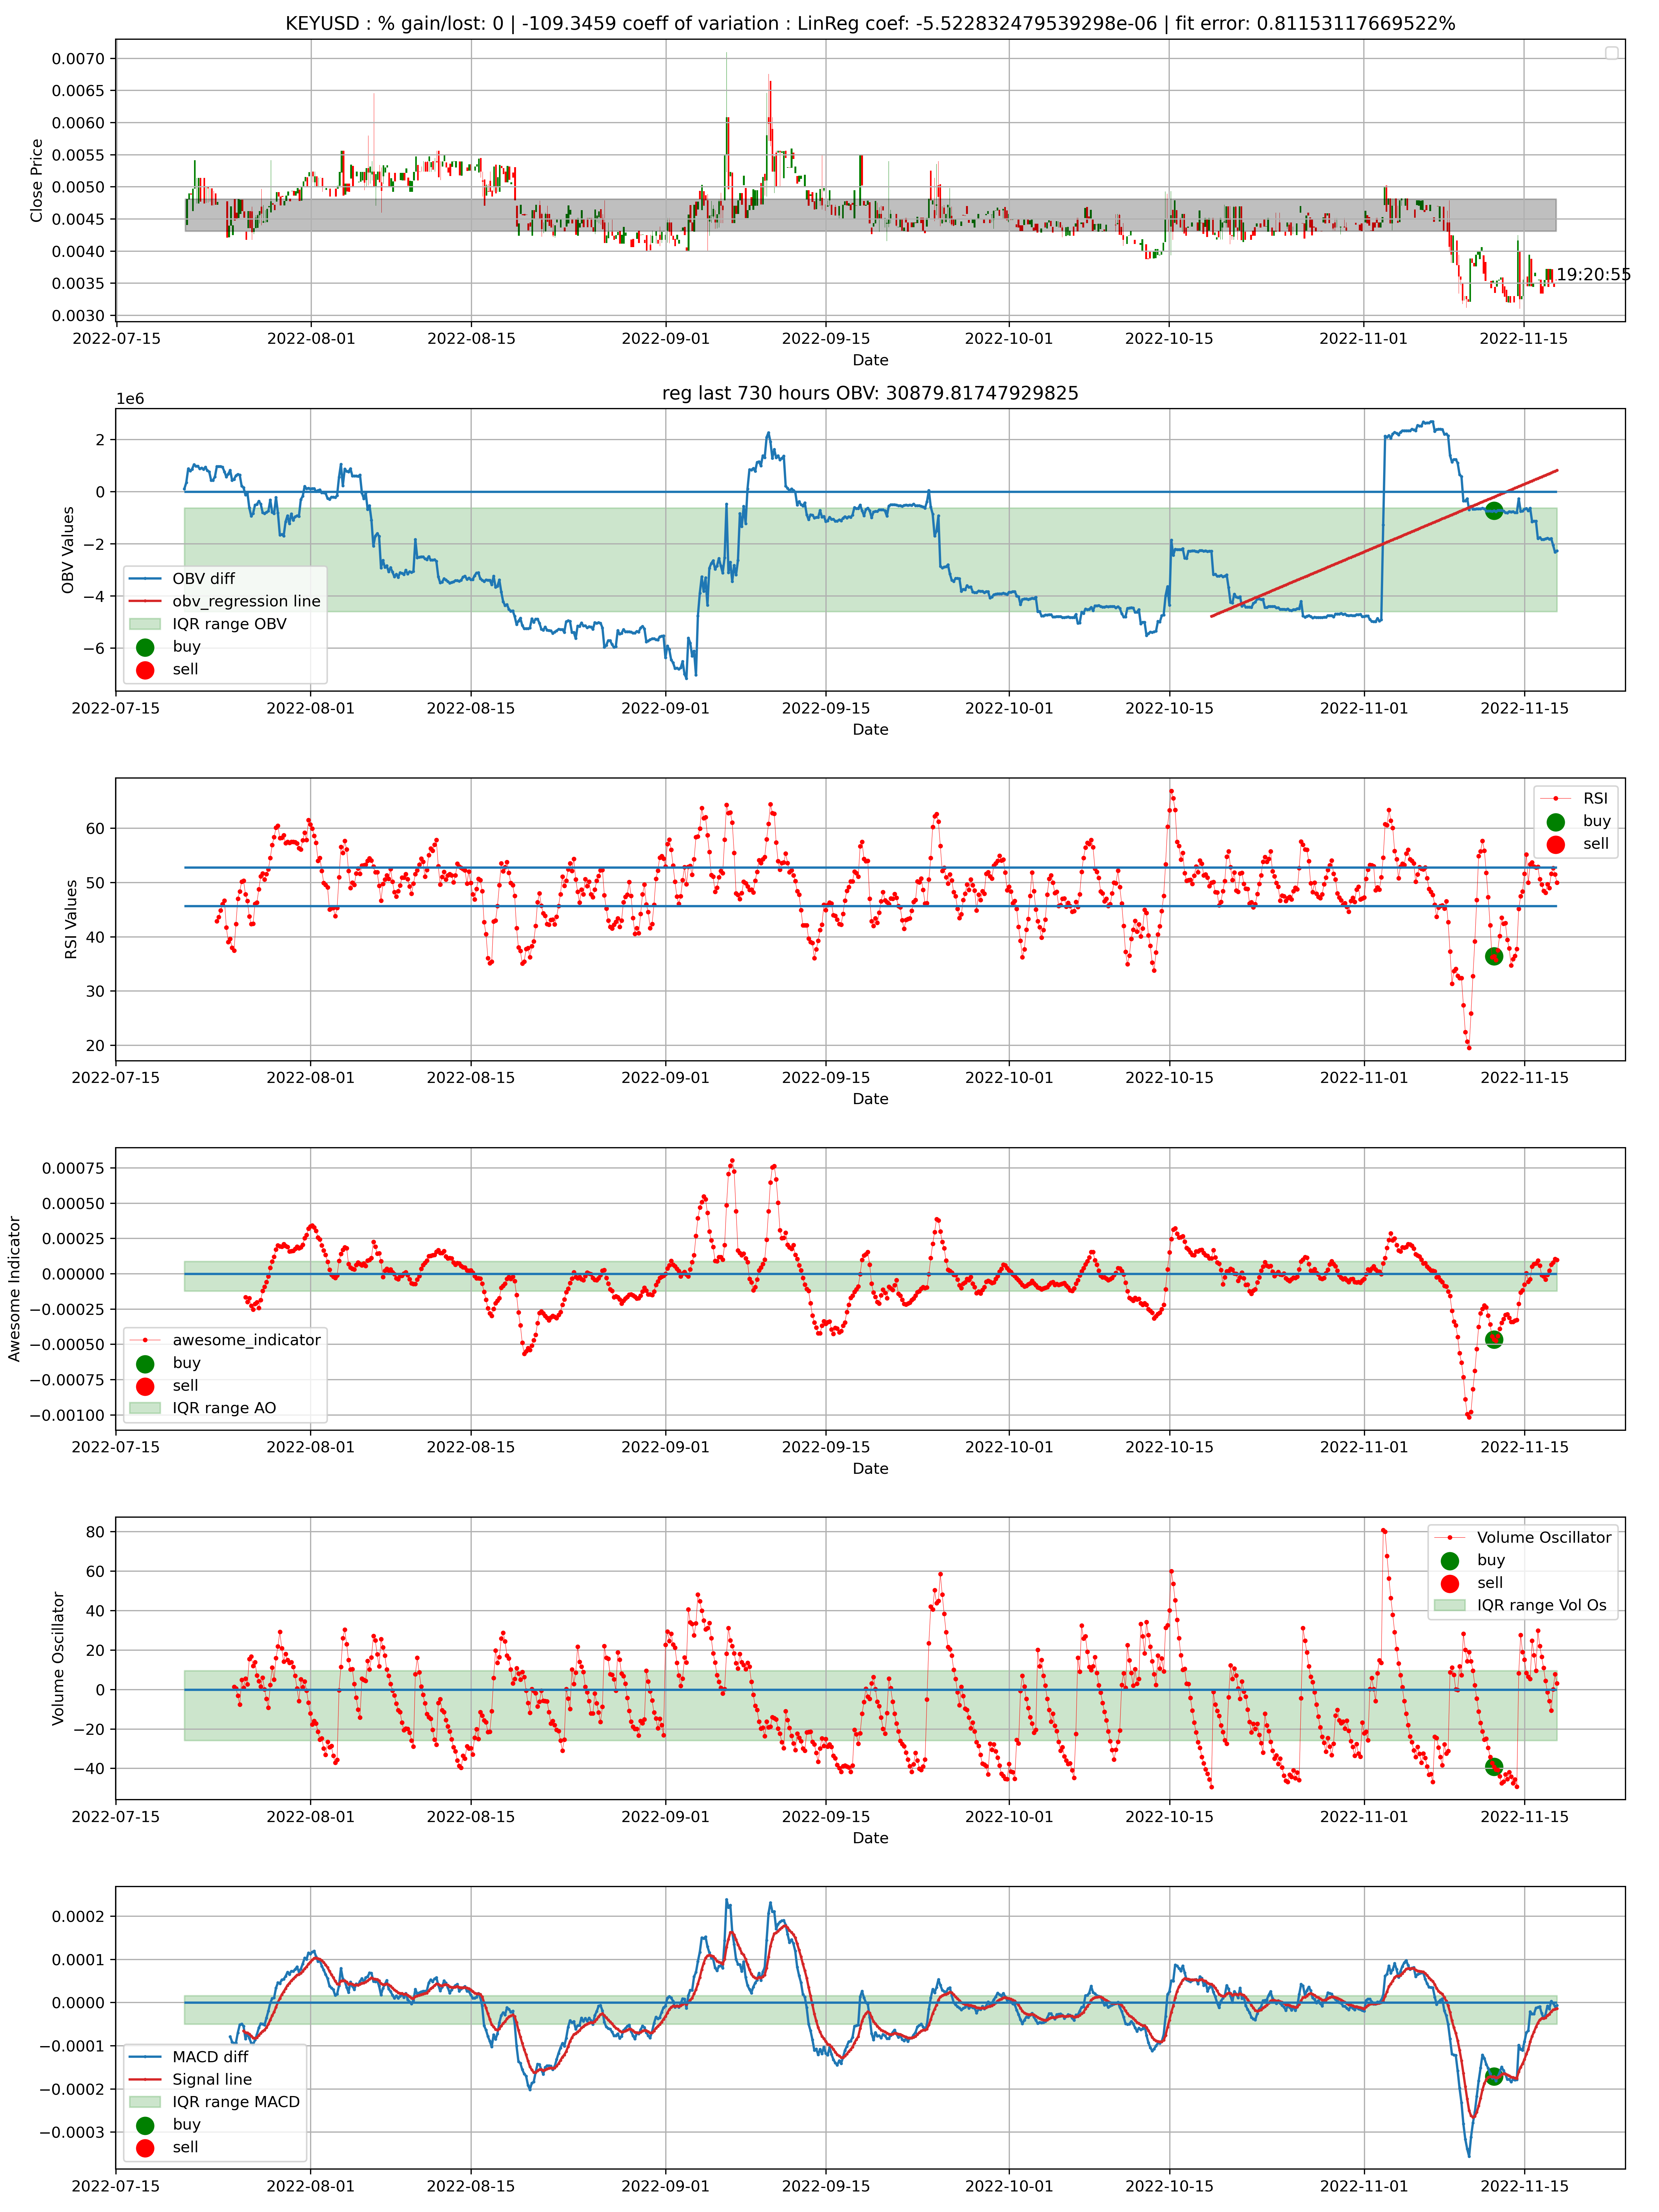 KEYUSD : % gain/lost: 0 | -109.3459 coeff of variation : LinReg coef: -5.522832479539298e-06 | fit error: 0.81153117669522%
Close Price
0.0070
0.0065
0.0060
0.0055
0.0050
0.0045
0.0040
0.0035
0.0030
19:20:55
2022-07-15 2022-08-01 2022-08-15 2022-09-01 2022-09-15 2022-10-01 2022-10-15 2022-11-01 2022-11-15
Date
reg last 730 hours OBV: 30879.81747929825
1e6
OBV Values
2
0
−2
−4
−6
OBV diff
obv_regression line
IQR range OBV
buy
sell
2022-07-15 2022-08-01 2022-08-15 2022-09-01 2022-09-15 2022-10-01 2022-10-15 2022-11-01 2022-11-15
Date
RSI Values
60
50
40
30
20
RSI
buy
sell
2022-07-15 2022-08-01 2022-08-15 2022-09-01 2022-09-15 2022-10-01 2022-10-15 2022-11-01 2022-11-15
Date
Awesome Indicator
0.00075
0.00050
0.00025
0.00000
−0.00025
−0.00050
−0.00075
−0.00100
awesome_indicator
buy
sell
IQR range AO
2022-07-15 2022-08-01 2022-08-15 2022-09-01 2022-09-15 2022-10-01 2022-10-15 2022-11-01 2022-11-15
Date
Volume Oscillator
80
60
40
20
0
−20
−40
Volume Oscillator
buy
sell
IQR range Vol Os
2022-07-15 2022-08-01 2022-08-15 2022-09-01 2022-09-15 2022-10-01 2022-10-15 2022-11-01 2022-11-15
Date
0.0002
0.0001
0.0000
−0.0001
−0.0002
−0.0003
MACD diff
Signal line
IQR range MACD
buy
sell
2022-07-15 2022-08-01 2022-08-15 2022-09-01 2022-09-15 2022-10-01 2022-10-15 2022-11-01 2022-11-15